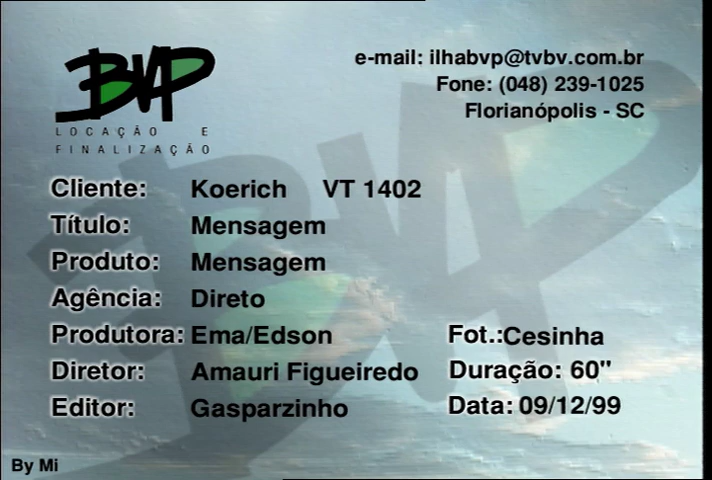 BVP
LOCAÇÃO E
FINALIZAÇÃO
e-mail: ilhabvp@tvbv.com.br
Fone: (048) 239-1025
Florianópolis - SC
Cliente: Koerich VT 1402
Título: Mensagem
Produto: Mensagem
Agência: Direto
Produtora: Ema/Edson Fot.:Cesinha
Diretor: Amauri Figueiredo Duração: 60"
Editor: Gasparzinho Data: 09/12/99
By Mi